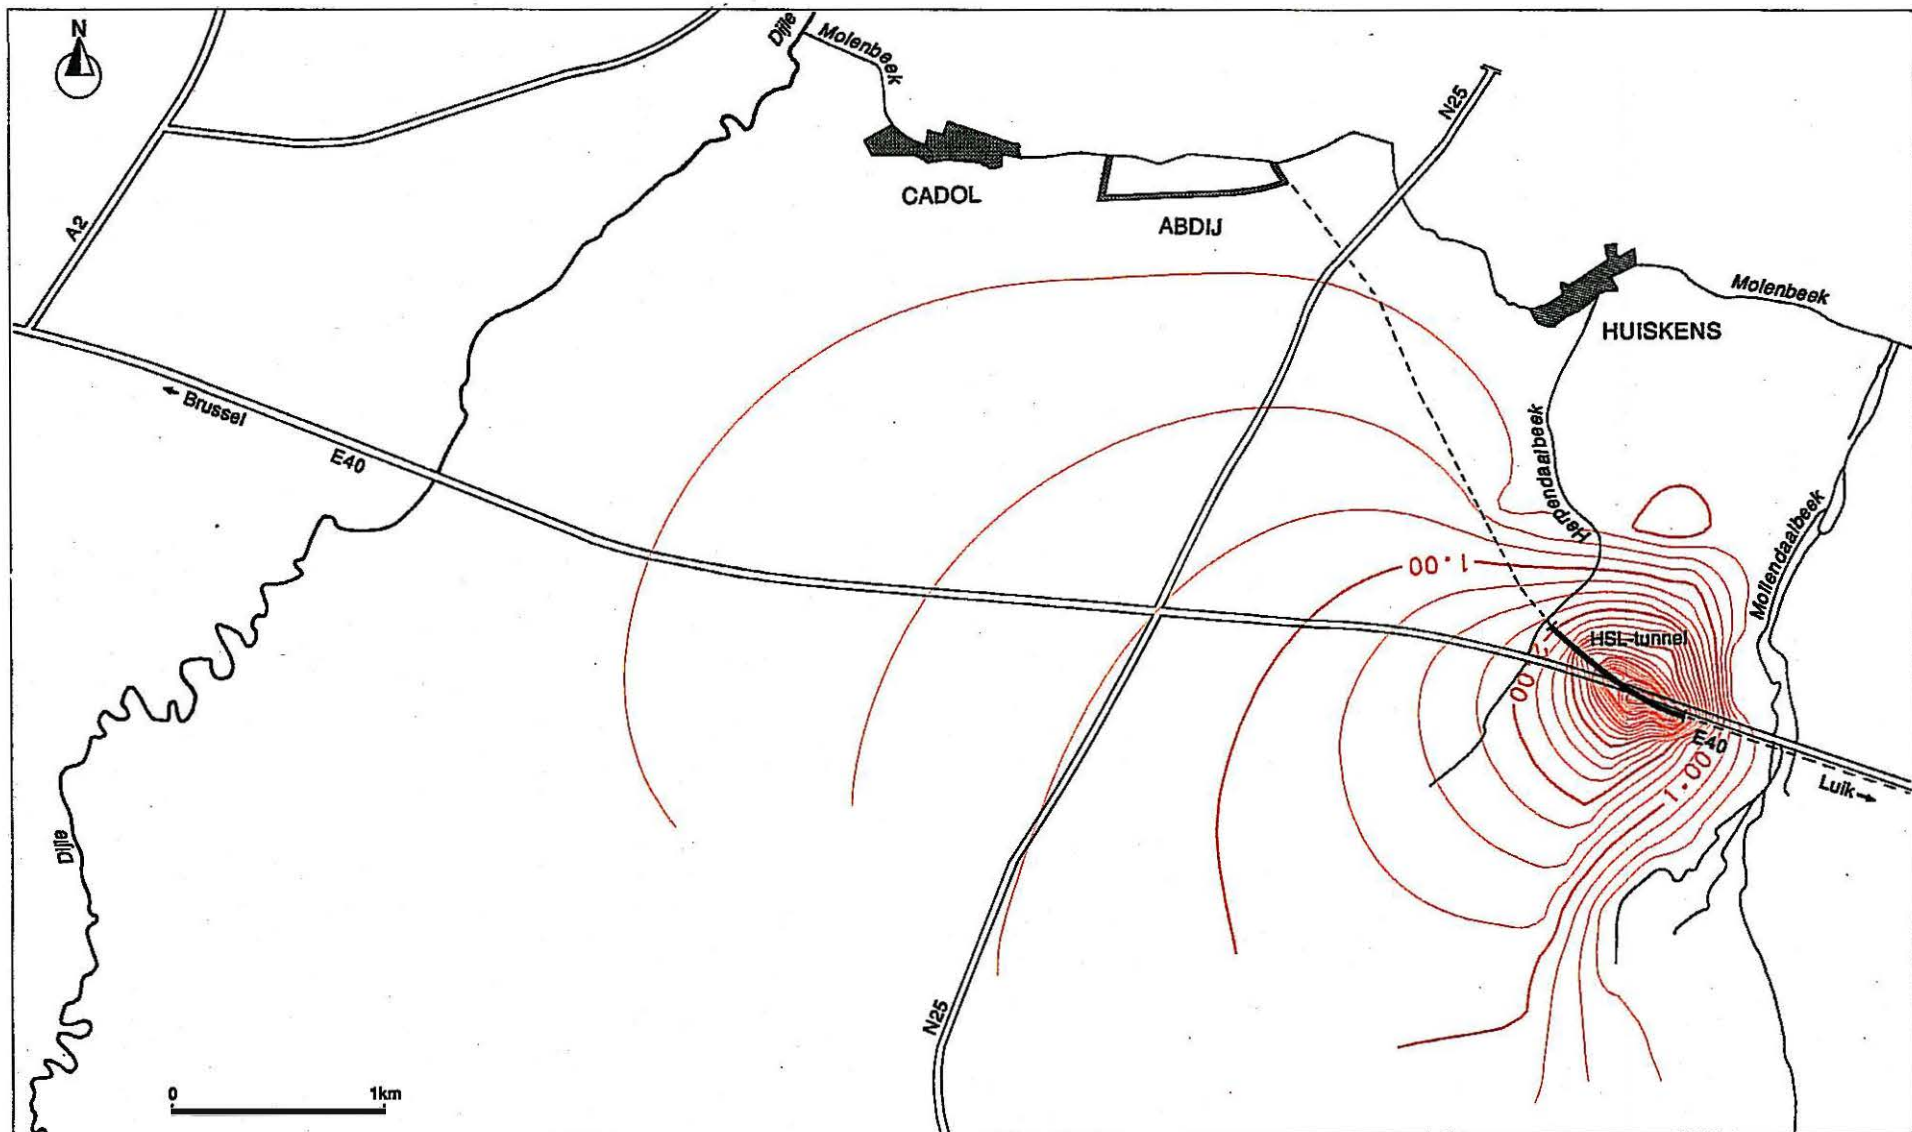 N
Dijle
Molenbeek
N25
A2
CADOL
ABDIJ
Molenbeek
HUISKENS
← Brussel
E40
Herpendaalbeek
Mollendaalbeek
1.00
HSL-tunnel
1.00
E40
1.00
Luik →
Dijle
N25
0 1km